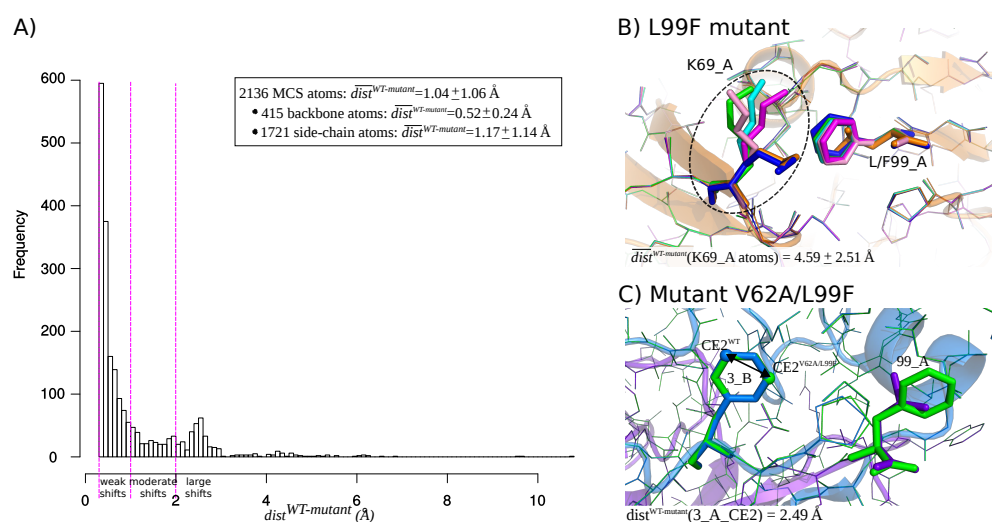 A)
600
500
400
300
200
100
0
Frequency
2136 MCS atoms: dist^WT-mutant=1.04±1.06 Å
• 415 backbone atoms: dist^WT-mutant=0.52±0.24 Å
• 1721 side-chain atoms: dist^WT-mutant=1.17±1.14 Å
weak shifts
moderate shifts
large shifts
0 2 4 6 8 10
dist^WT-mutant (Å)
B) L99F mutant
K69_A
L/F99_A
dist^WT-mutant(K69_A atoms) = 4.59 ± 2.51 Å
C) Mutant V62A/L99F
CE2^WT
CE2^V62A/L99F
3_B
99_A
dist^WT-mutant(3_A_CE2) = 2.49 Å